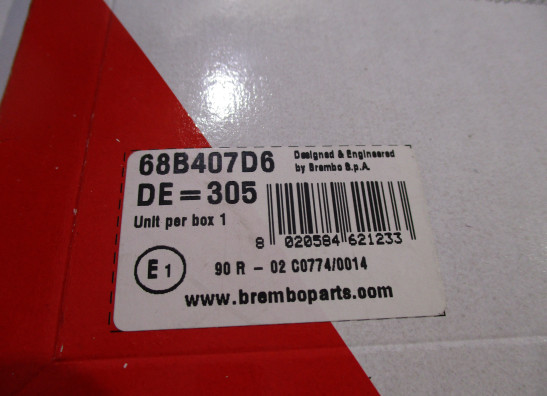 68B407D6 Designed & Engineered
by Brembo S.p.A.
DE = 305
Unit per box 1
8 020584 621233
E1 90 R - 02 C0774/0014
www.bremboparts.com